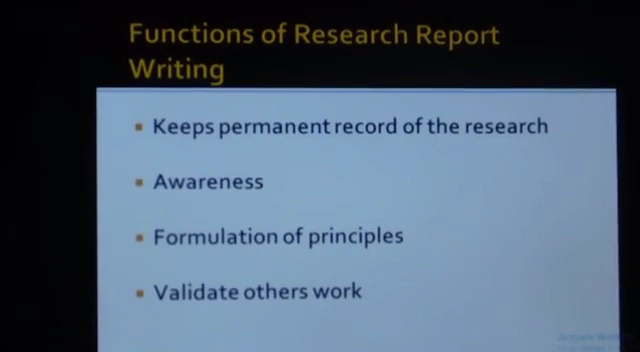 Functions of Research Report
Writing
Keeps permanent record of the research
Awareness
Formulation of principles
Validate others work